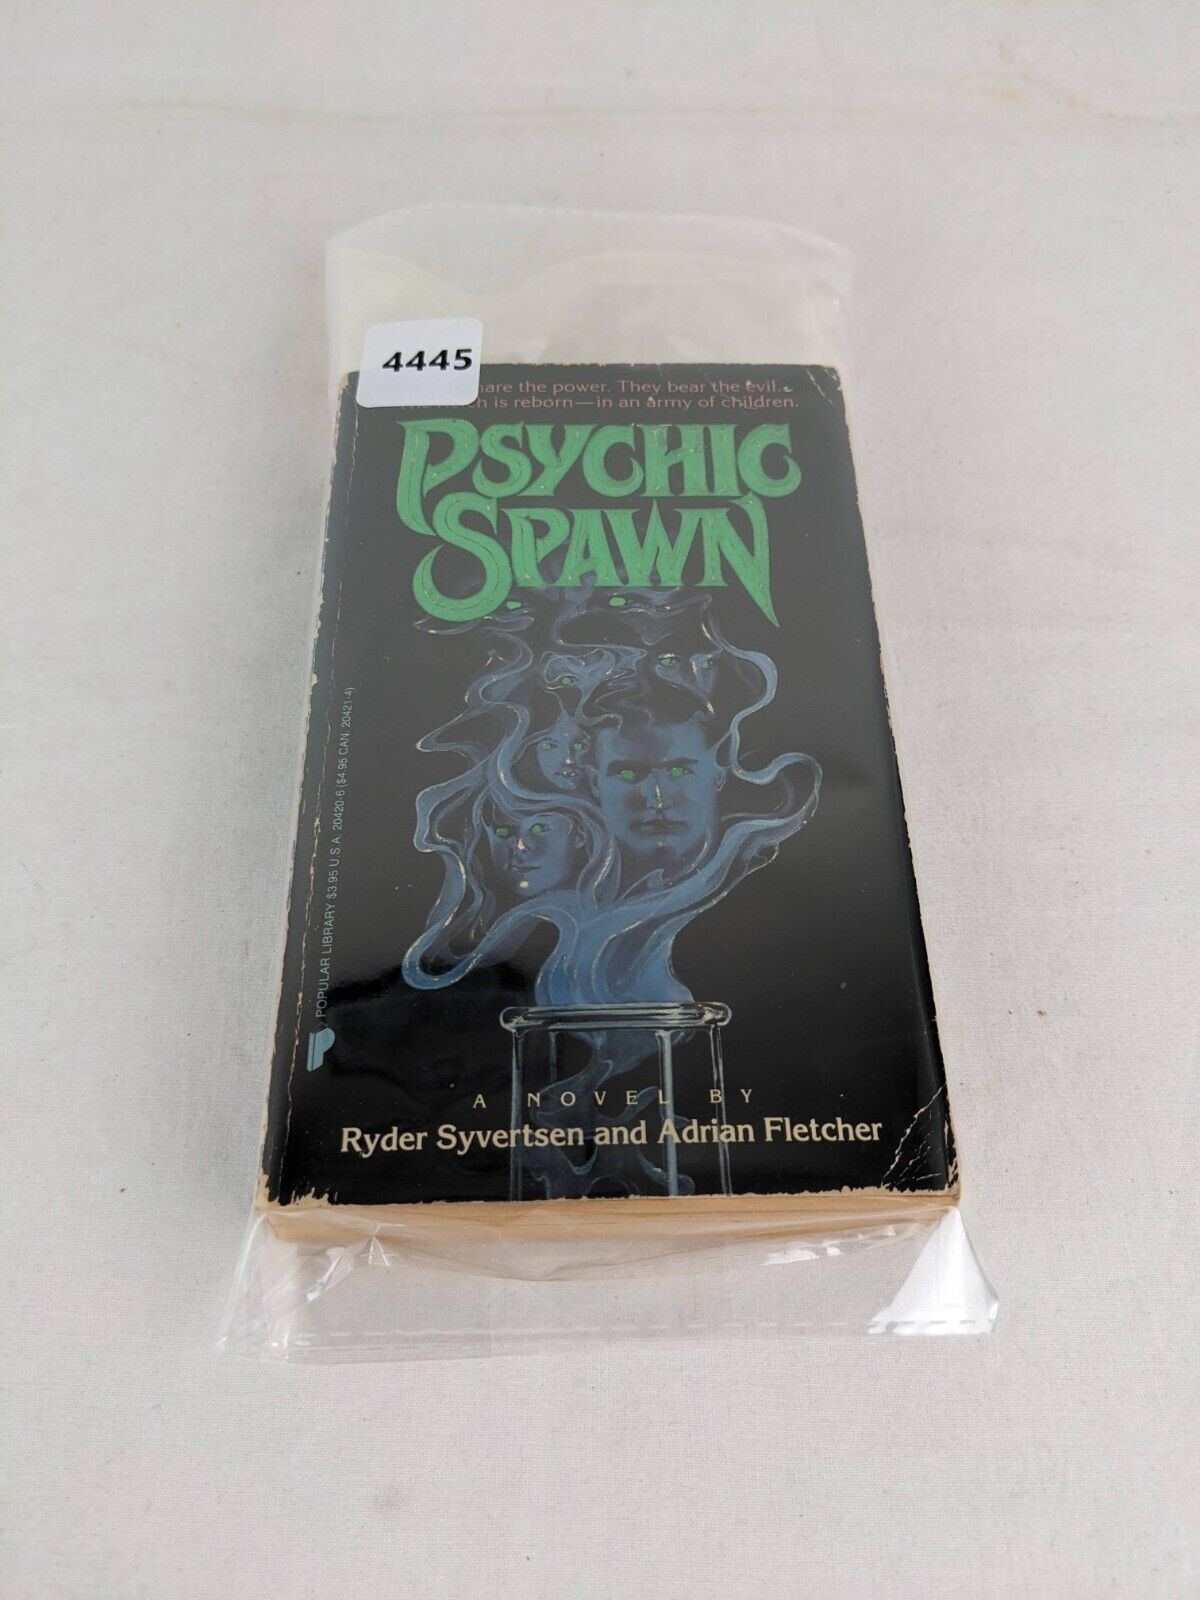 4445
the power. They bear the evil.
is reborn—in an army of children.
PSYCHIC
SPAWN
POPULAR LIBRARY $3.95 U.S.A. 20420-6 ($4.95 CAN. 20421-4)
A NOVEL BY
Ryder Syvertsen and Adrian Fletcher